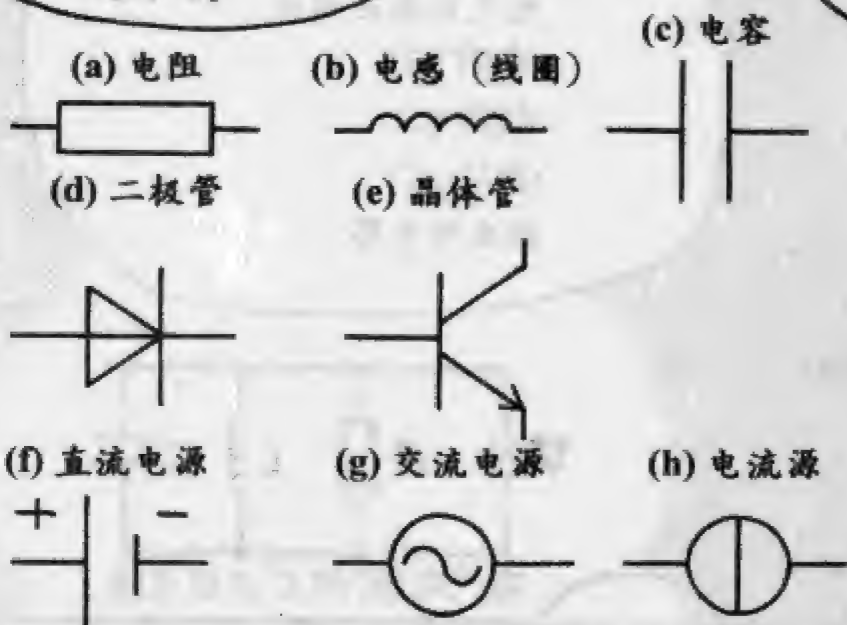 (c) 电容
(a) 电阻
(b) 电感（线圈）
(d) 二极管
(e) 晶体管
(f) 直流电源
(g) 交流电源
(h) 电流源
+ −